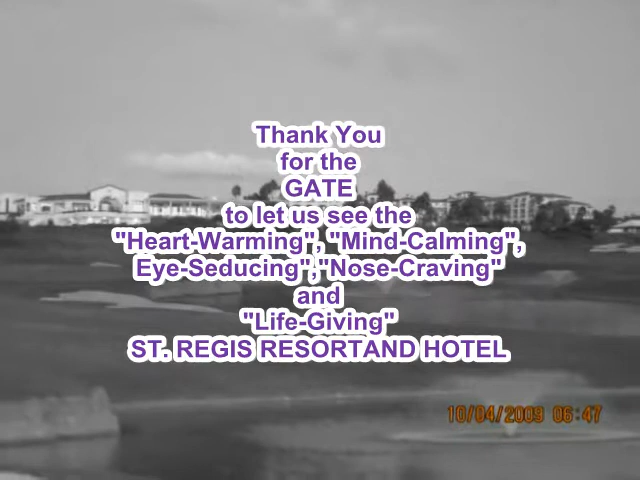 Thank You
for the
GATE
to let us see the
"Heart-Warming", "Mind-Calming",
Eye-Seducing","Nose-Craving"
and
"Life-Giving"
ST. REGIS RESORTAND HOTEL
10/04/2009 06:47